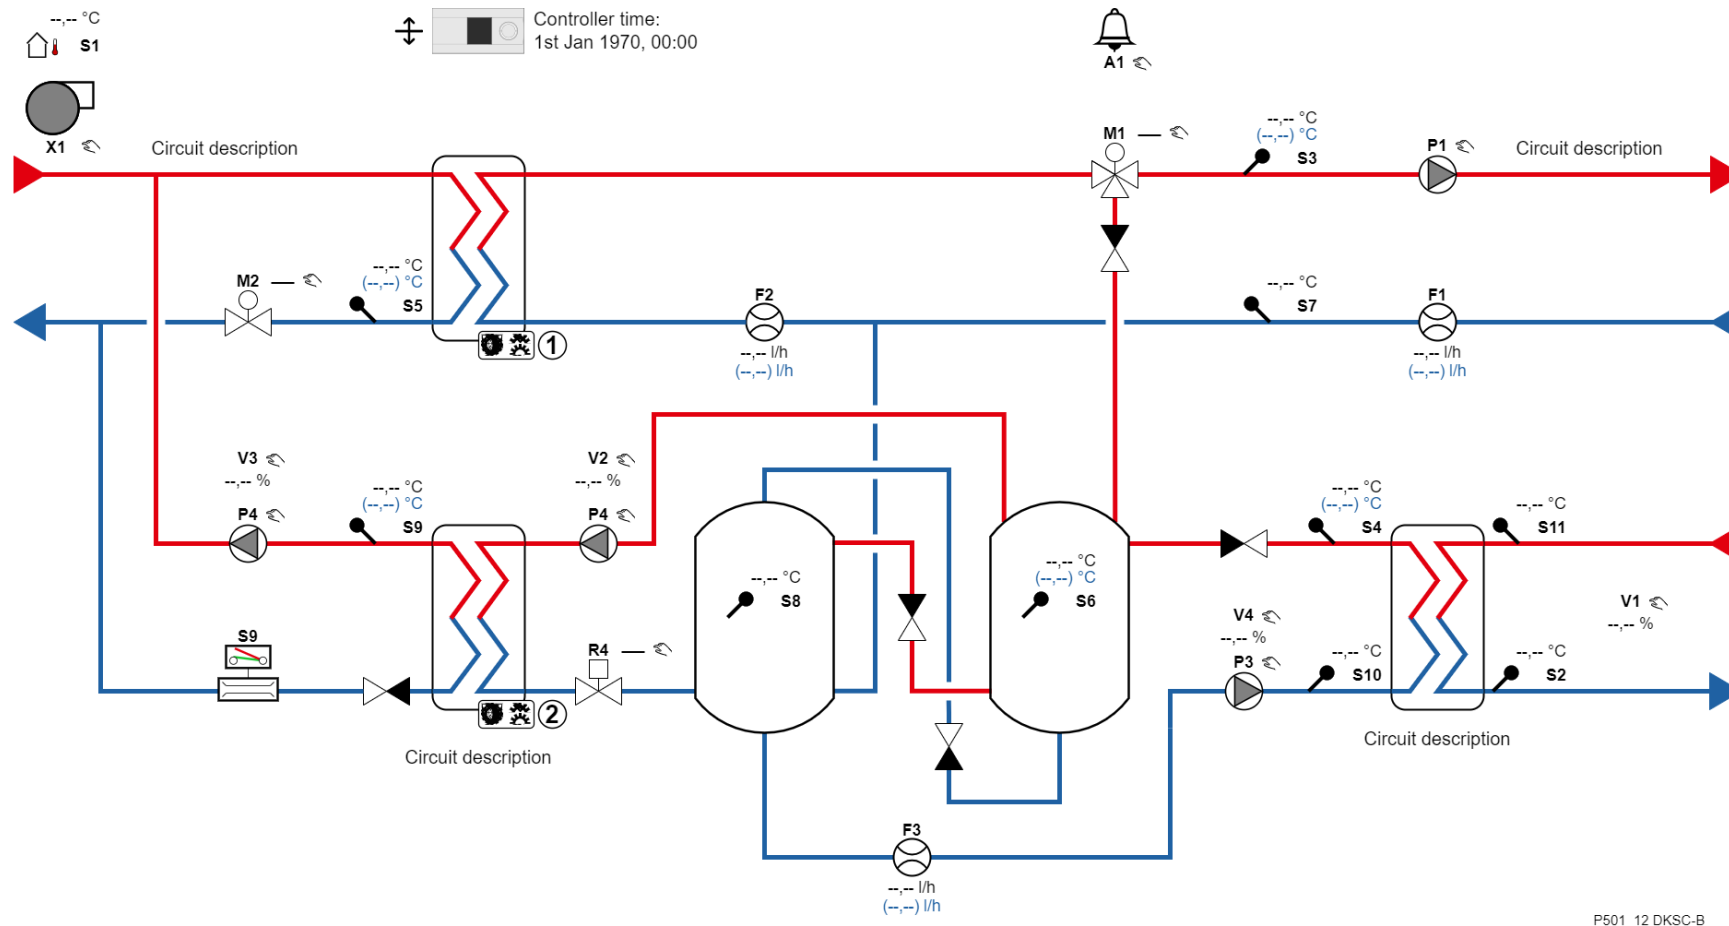 --,-- °C
S1
Controller time:
1st Jan 1970, 00:00
A1
X1
Circuit description
M1
--,-- °C
(--,--) °C
S3
P1
Circuit description
M2
--,-- °C
(--,--) °C
S5
1
F2
--,-- l/h
(--,--) l/h
--,-- °C
S7
F1
--,-- l/h
(--,--) l/h
V3
--,-- %
P4
--,-- °C
(--,--) °C
S9
V2
--,-- %
P4
--,-- °C
S8
--,-- °C
(--,--) °C
S6
--,-- °C
(--,--) °C
S4
--,-- °C
S11
V1
--,-- %
V4
--,-- %
P3
--,-- °C
S10
--,-- °C
S2
S9
R4
2
Circuit description
Circuit description
F3
--,-- l/h
(--,--) l/h
P501 12 DKSC-B